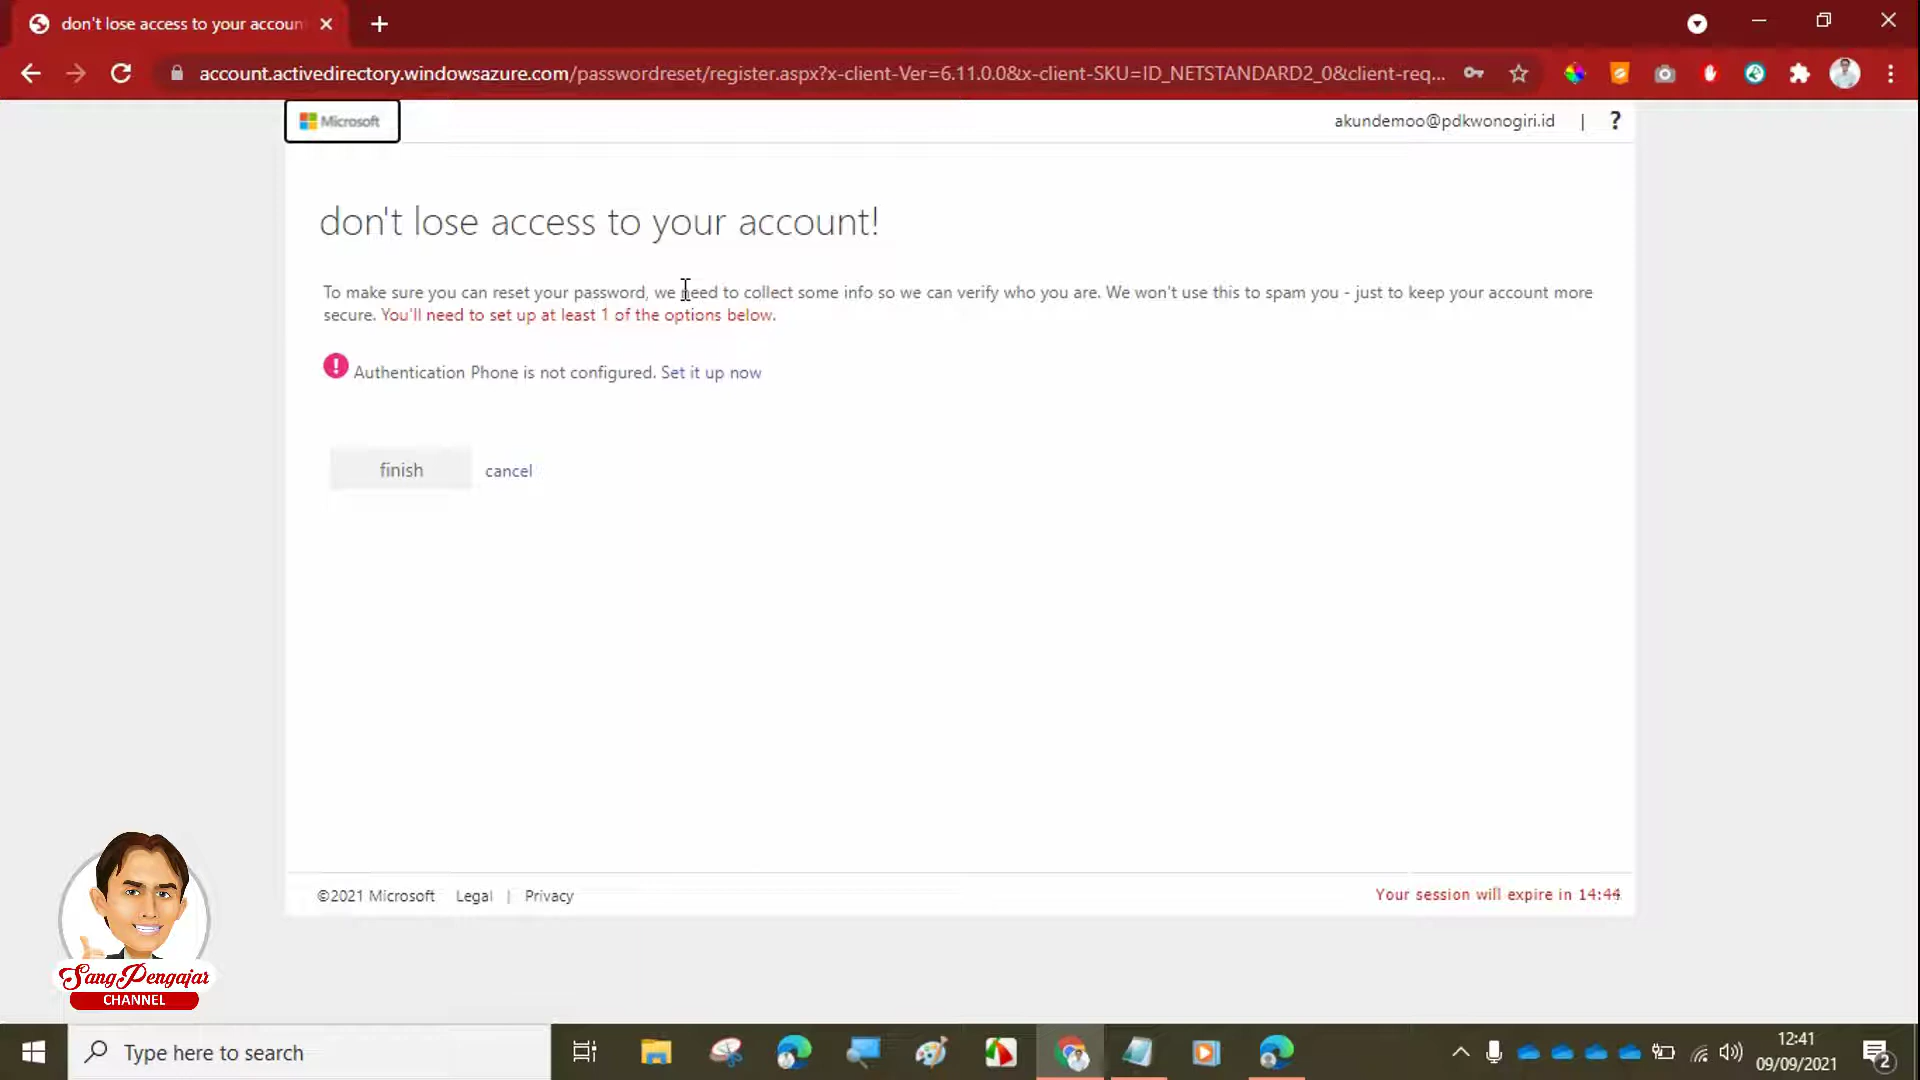 don't lose access to your accoun
account.activedirectory.windowsazure.com/passwordreset/register.aspx?x-client-Ver=6.11.0.0&x-client-SKU=ID_NETSTANDARD2_0&client-req...
Microsoft
akundemoo@pdkwonogiri.id | ?
don't lose access to your account!
To make sure you can reset your password, we need to collect some info so we can verify who you are. We won't use this to spam you - just to keep your account more
secure. You'll need to set up at least 1 of the options below.
Authentication Phone is not configured. Set it up now
finish cancel
©2021 Microsoft Legal | Privacy
Your session will expire in 14:44
SangPengajar
CHANNEL
Type here to search
12:41
09/09/2021
2